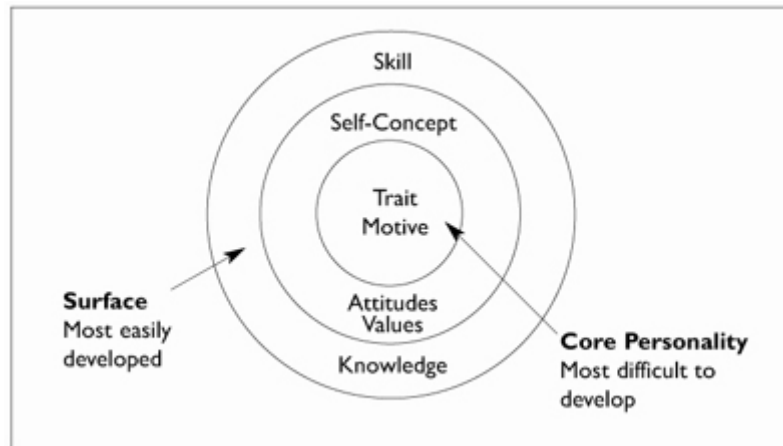 Skill
Self-Concept
Trait
Motive
Attitudes
Values
Knowledge
Surface
Most easily
developed
Core Personality
Most difficult to
develop